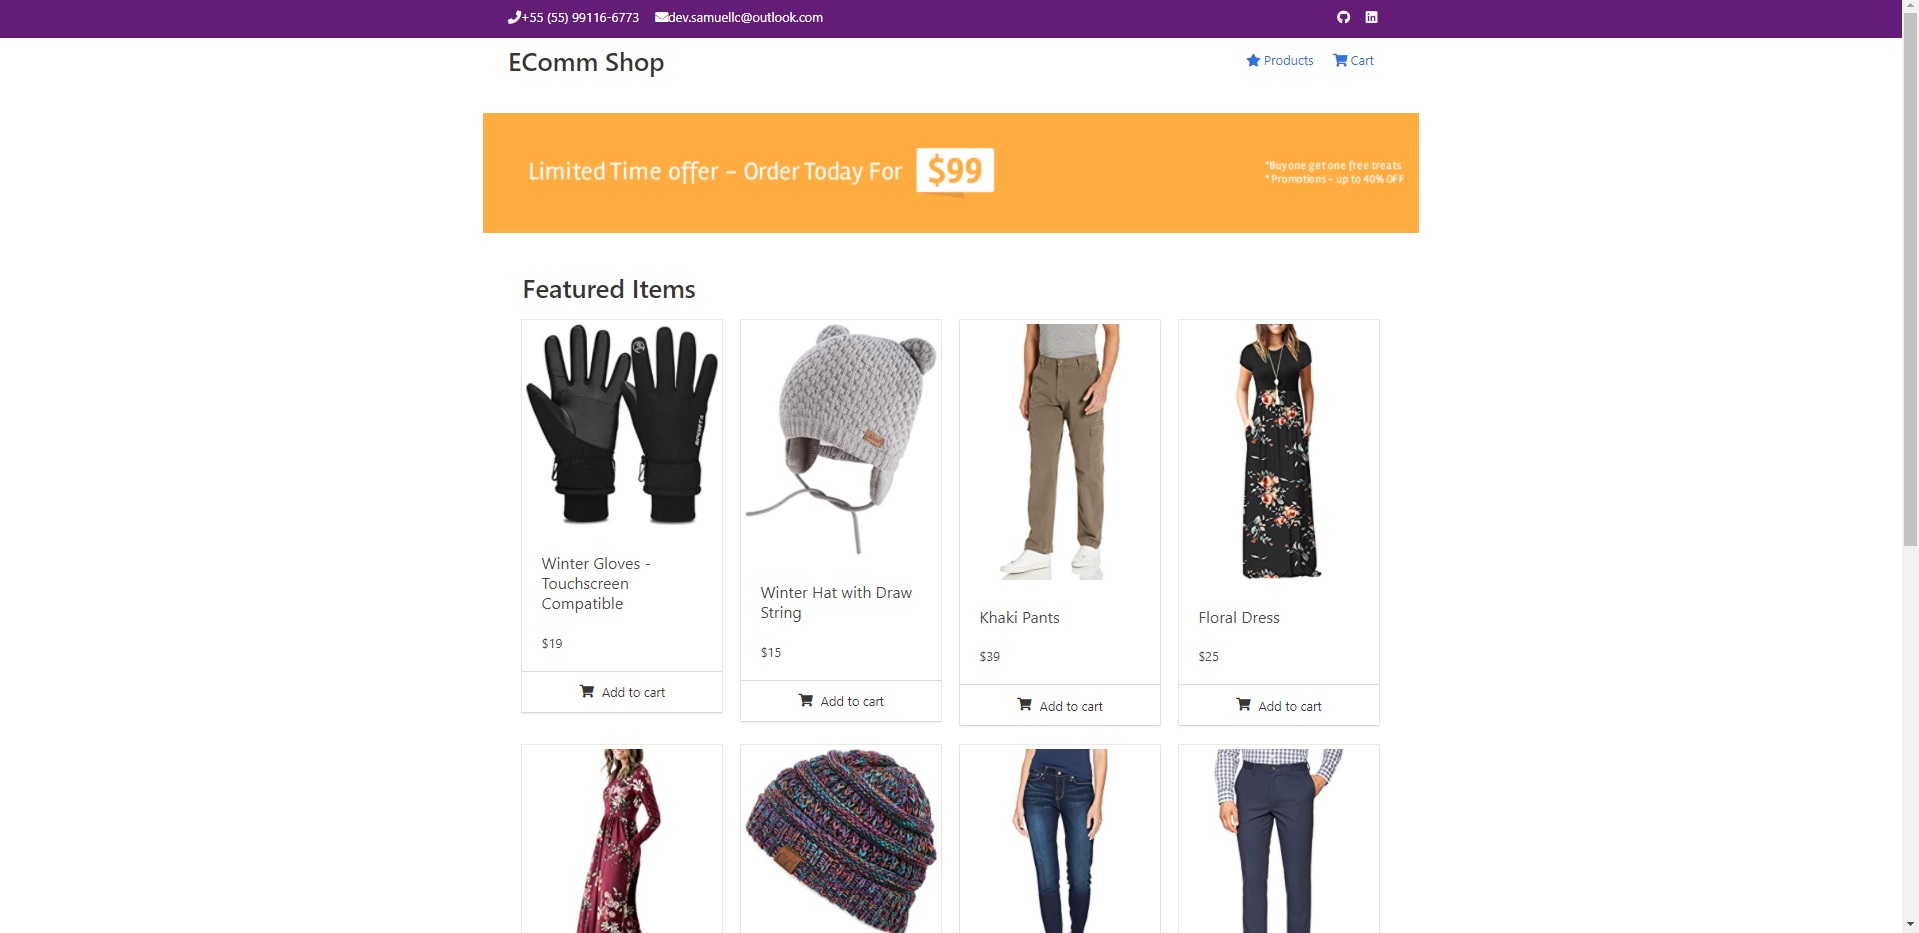 +55 (55) 99116-6773 dev.samuellc@outlook.com
EComm Shop
Products Cart
Limited Time offer – Order Today For $99
*Buy one get one free treats
* Promotions – up to 40% OFF
Featured Items
SPORTS
Winter Gloves -
Touchscreen
Compatible
$19
Add to cart
Winter Hat with Draw
String
$15
Add to cart
Khaki Pants
$39
Add to cart
Floral Dress
$25
Add to cart